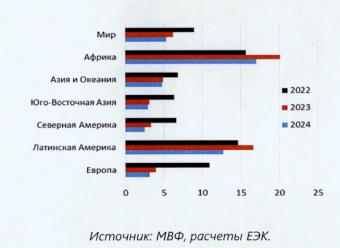 Мир
Африка
Азия и Океания
Юго-Восточная Азия
Северная Америка
Латинская Америка
Европа
2022
2023
2024
0 5 10 15 20 25
Источник: МВФ, расчеты ЕЭК.